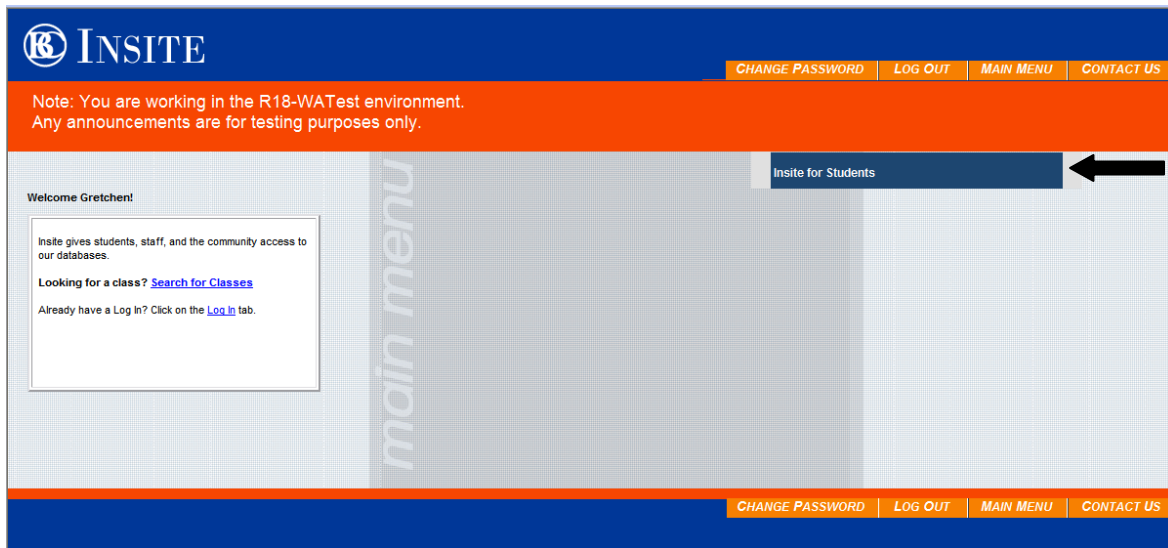 BC INSITE
CHANGE PASSWORD LOG OUT MAIN MENU CONTACT US
Note: You are working in the R18-WATest environment.
Any announcements are for testing purposes only.
main menu
Insite for Students
Welcome Gretchen!
Insite gives students, staff, and the community access to
our databases.
Looking for a class? Search for Classes
Already have a Log In? Click on the Log In tab.
CHANGE PASSWORD LOG OUT MAIN MENU CONTACT US